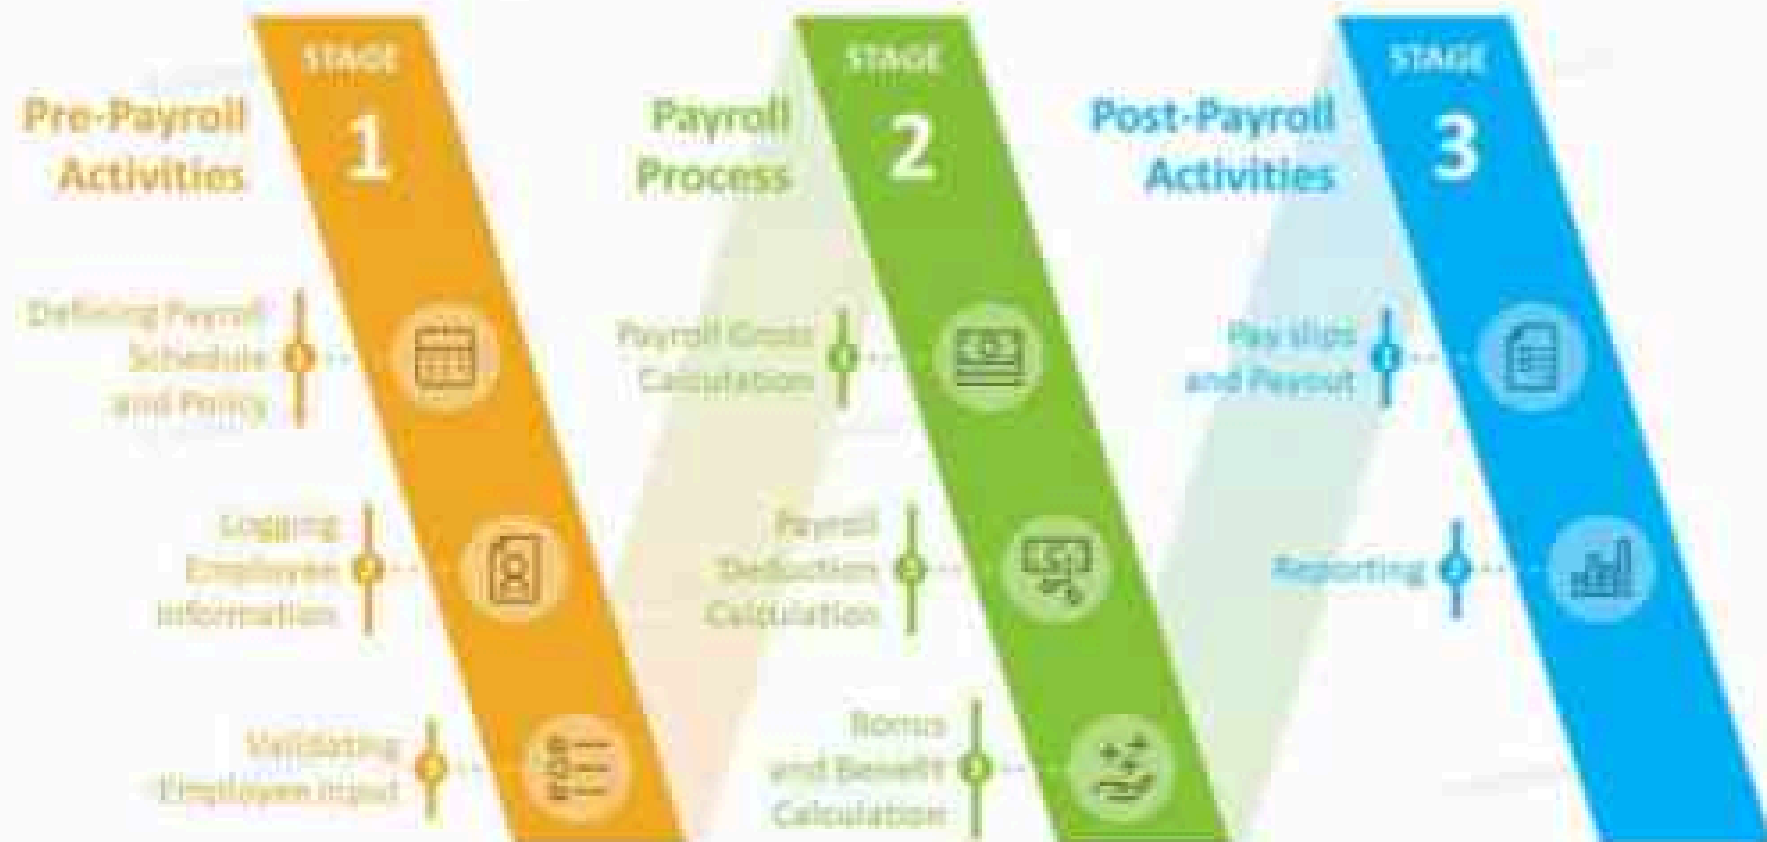 STAGE
1
Pre-Payroll
Activities
Defining Payroll
Schedule
and Policy
Logging
Employee
Information
Validating
Employee Input
STAGE
2
Payroll
Process
Payroll Gross
Calculation
Payroll
Deduction
Calculation
Bonus
and Benefit
Calculation
STAGE
3
Post-Payroll
Activities
Pay slips
and Payout
Reporting